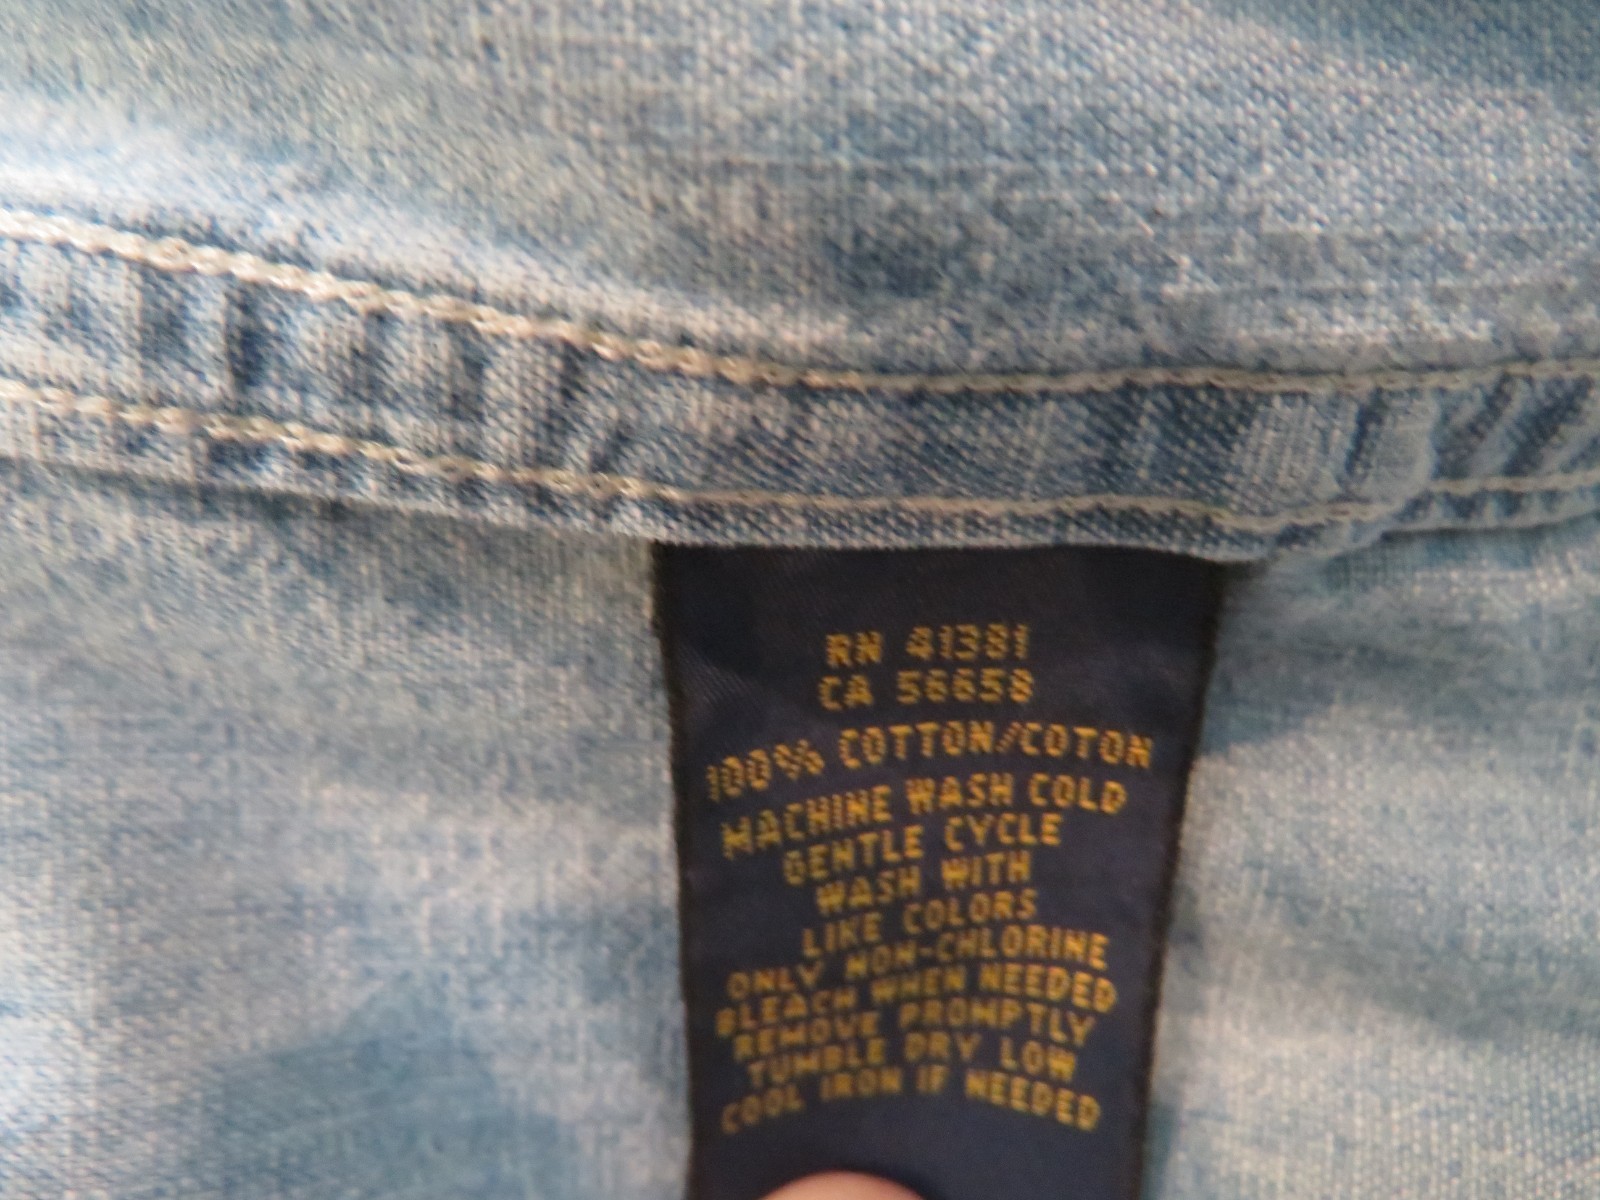 RN 41381
CA 56658
100% COTTON/COTON
MACHINE WASH COLD
GENTLE CYCLE
WASH WITH
LIKE COLORS
ONLY NON-CHLORINE
BLEACH WHEN NEEDED
REMOVE PROMPTLY
TUMBLE DRY LOW
COOL IRON IF NEEDED